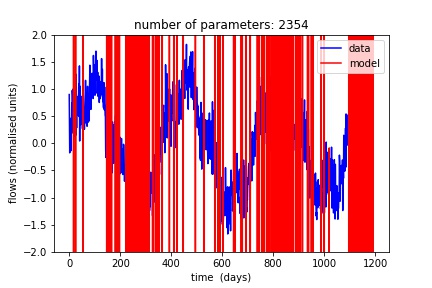 number of parameters: 2354
data
model
2.0
1.5
1.0
0.5
0.0
−0.5
−1.0
−1.5
−2.0
flows (normalised units)
0 200 400 600 800 1000 1200
time (days)